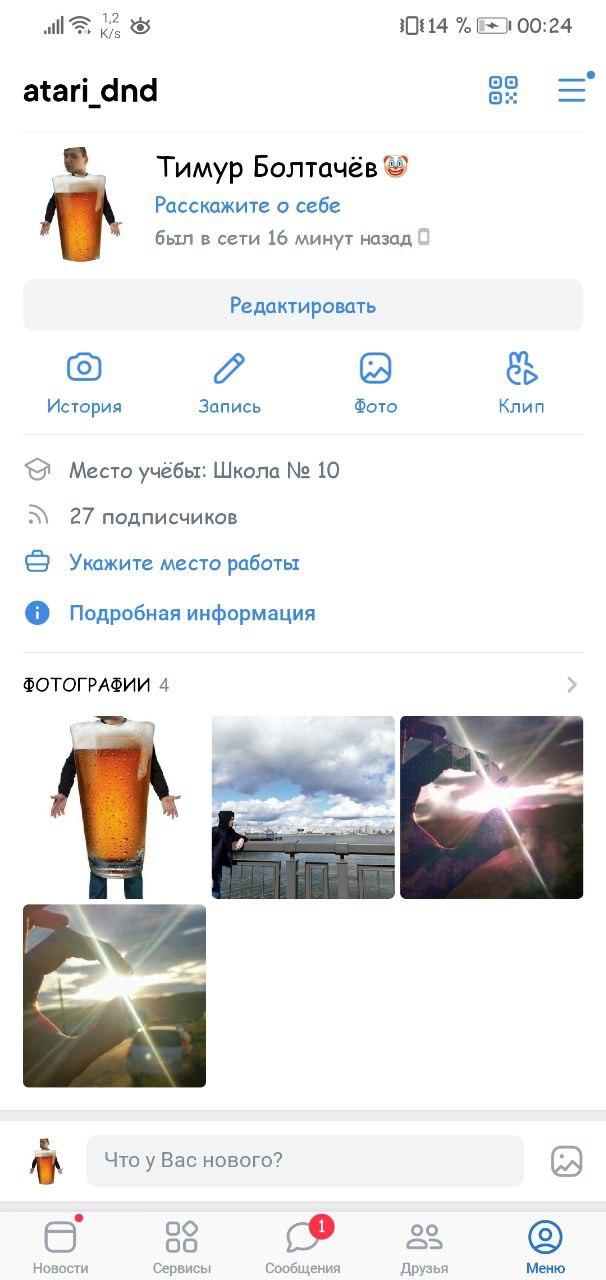 1,2
K/s
14 %
00:24
atari_dnd
Тимур Болтачёв🤡
Расскажите о себе
был в сети 16 минут назад
Редактировать
История
Запись
Фото
Клип
Место учёбы: Школа № 10
27 подписчиков
Укажите место работы
Подробная информация
ФОТОГРАФИИ 4
Что у Вас нового?
1
Новости
Сервисы
Сообщения
Друзья
Меню